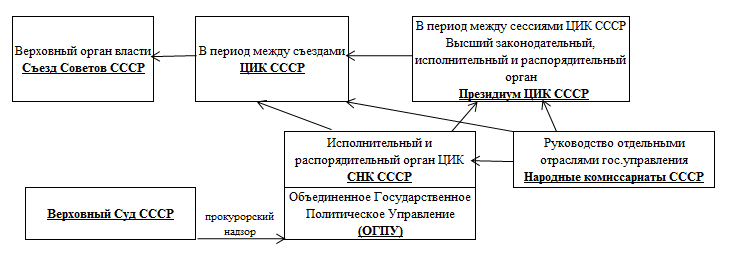 Верховный орган власти
Съезд Советов СССР
В период между съездами
ЦИК СССР
В период между сессиями ЦИК СССР
Высший законодательный,
исполнительный и распорядительный
орган
Президиум ЦИК СССР
Исполнительный и
распорядительный орган ЦИК
СНК СССР
Объединенное Государственное
Политическое Управление
(ОГПУ)
Руководство отдельными
отраслями гос.управления
Народные комиссариаты СССР
Верховный Суд СССР
прокурорский
надзор